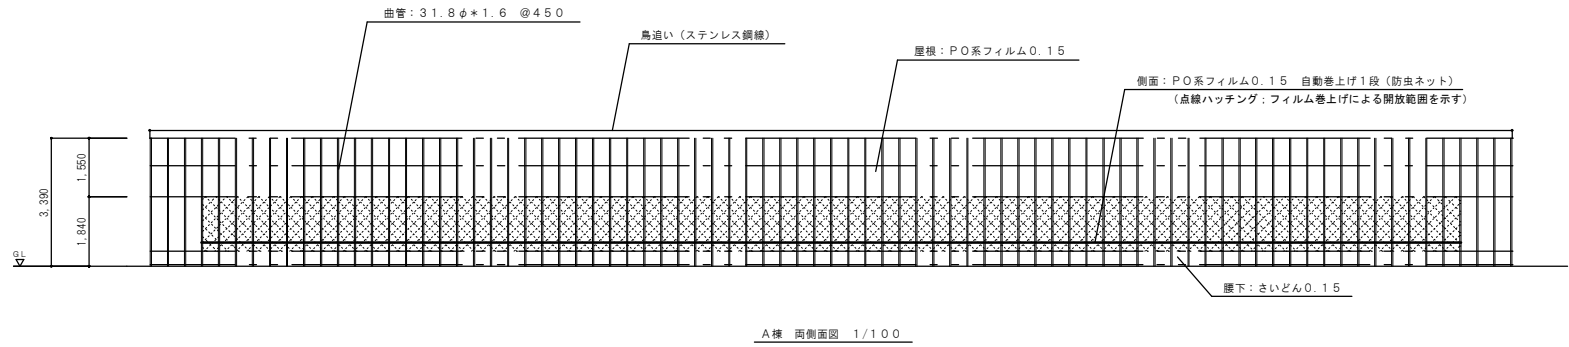 曲管：３１．８φ＊１．６　＠４５０
鳥追い（ステンレス鋼線）
屋根：ＰＯ系フィルム０．１５
側面：ＰＯ系フィルム０．１５　自動巻上げ１段（防虫ネット）
（点線ハッチング；フィルム巻上げによる開放範囲を示す）
1,550
3,390
1,840
GL
腰下：さいどん０．１５
Ａ棟　両側面図　１/１００